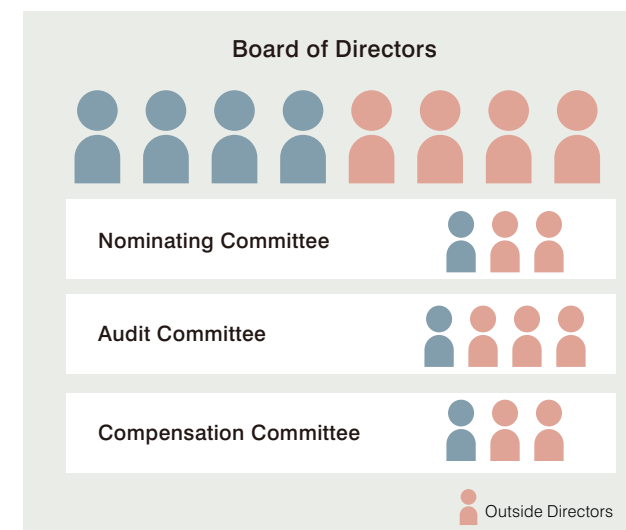 Board of Directors
Nominating Committee
Audit Committee
Compensation Committee
Outside Directors